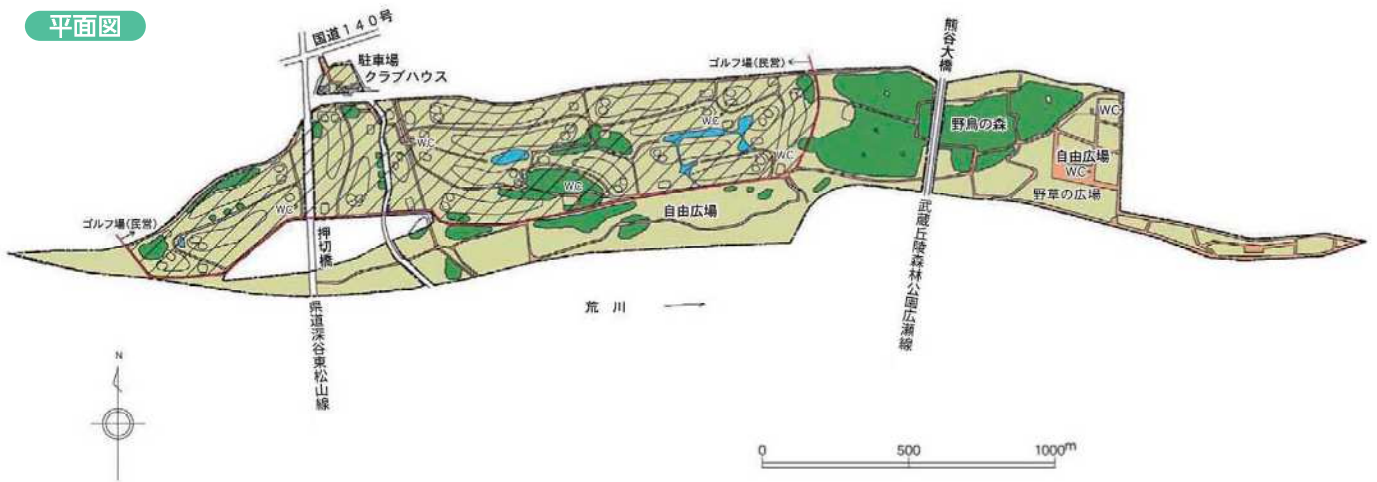 平面図
国道140号
駐車場
クラブハウス
ゴルフ場(民営)
熊谷大橋
WC
野鳥の森
WC
WC
自由広場
WC
WC
WC
野草の広場
WC
WC
自由広場
ゴルフ場(民営)
押切橋
武蔵丘陵森林公園広瀬線
荒川
県道深谷東松山線
N
0 500 1000m